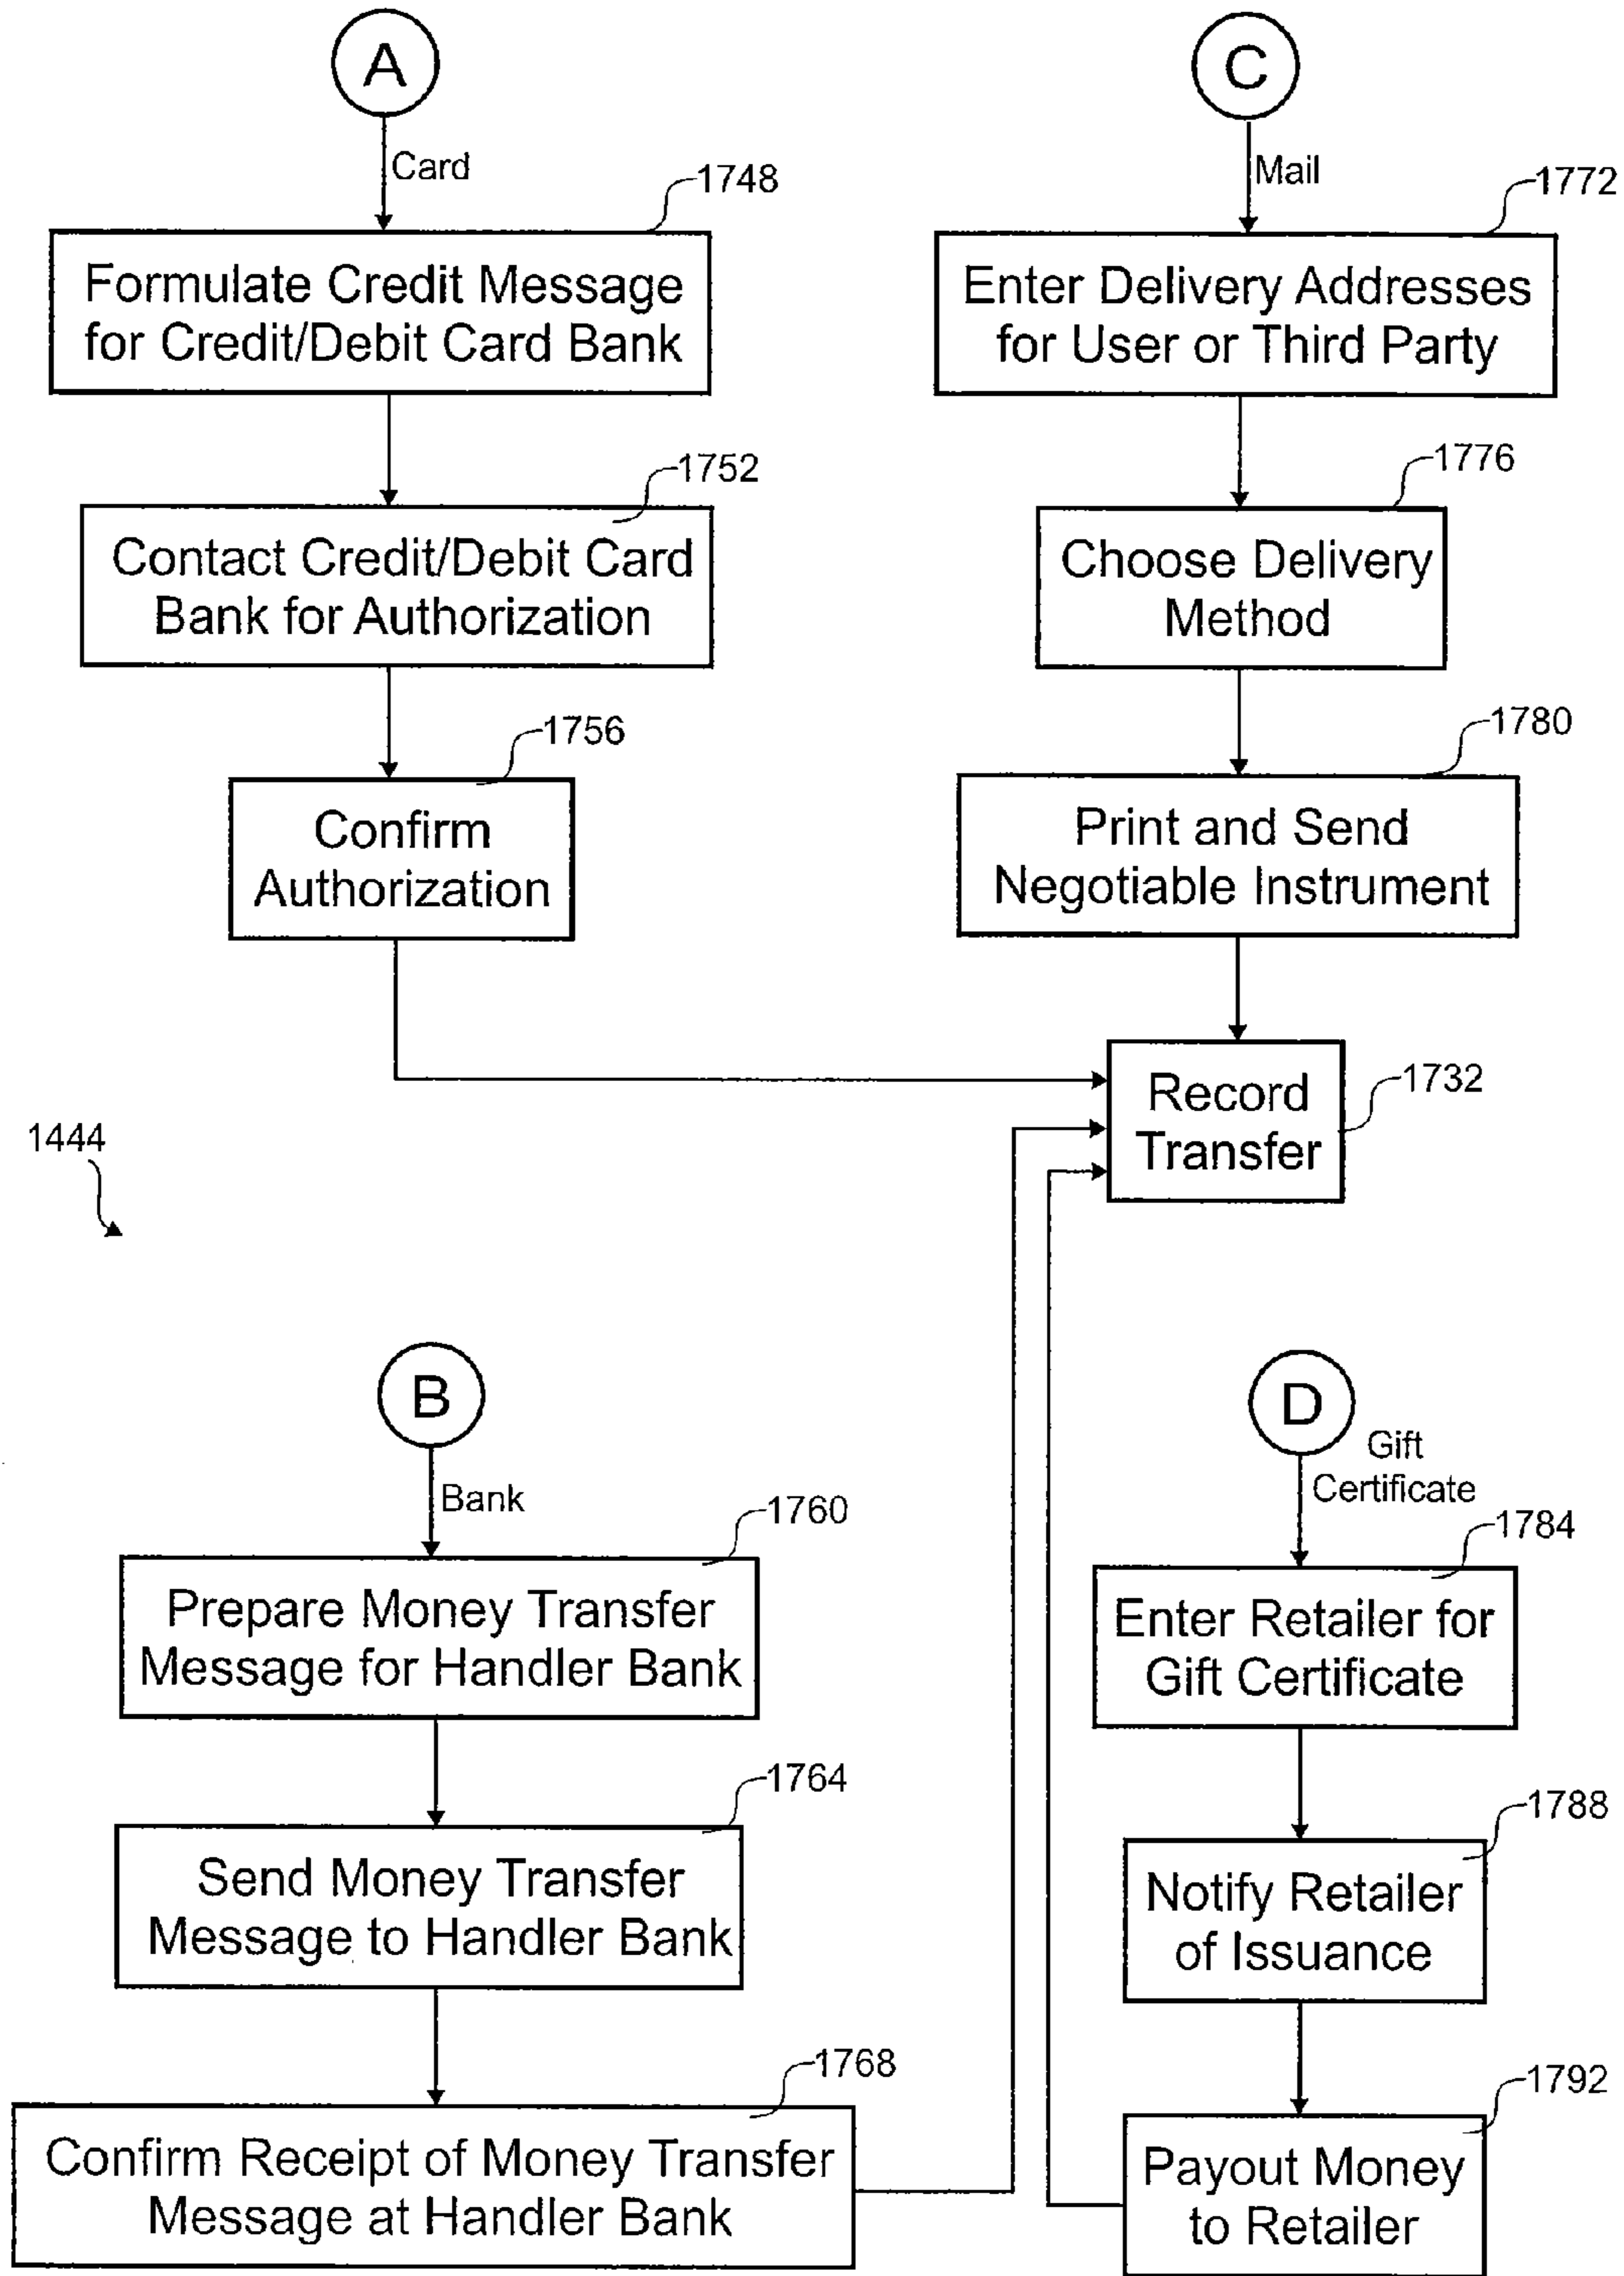 A
Card
1748
Formulate Credit Message
for Credit/Debit Card Bank
1752
Contact Credit/Debit Card
Bank for Authorization
1756
Confirm
Authorization
C
Mail
1772
Enter Delivery Addresses
for User or Third Party
1776
Choose Delivery
Method
1780
Print and Send
Negotiable Instrument
Record
Transfer
1732
1444
B
Bank
1760
Prepare Money Transfer
Message for Handler Bank
1764
Send Money Transfer
Message to Handler Bank
1768
Confirm Receipt of Money Transfer
Message at Handler Bank
D
Gift
Certificate
1784
Enter Retailer for
Gift Certificate
1788
Notify Retailer
of Issuance
1792
Payout Money
to Retailer